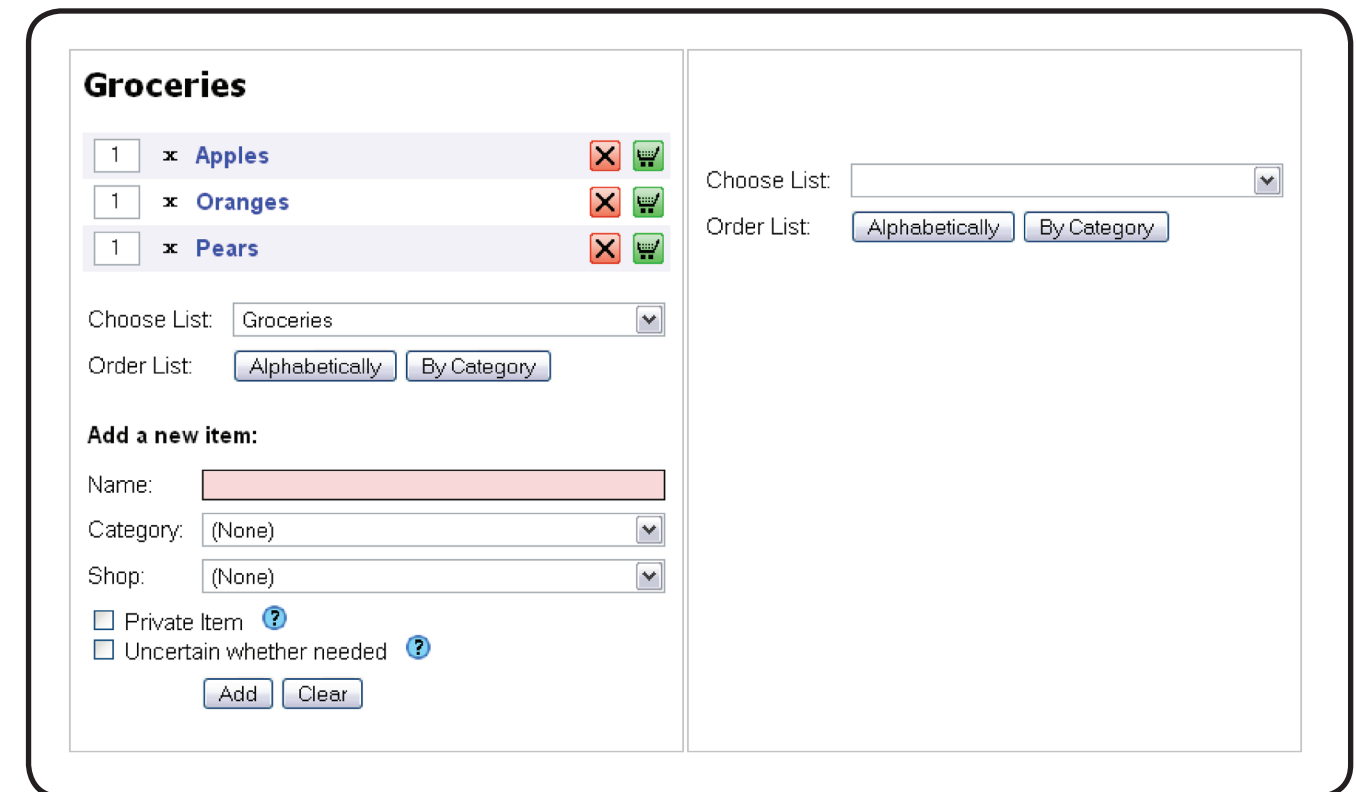 Groceries
1 x Apples
1 x Oranges
1 x Pears
Choose List: Groceries
Order List: Alphabetically By Category
Add a new item:
Name:
Category: (None)
Shop: (None)
Private Item ?
Uncertain whether needed ?
Add Clear
Choose List:
Order List: Alphabetically By Category